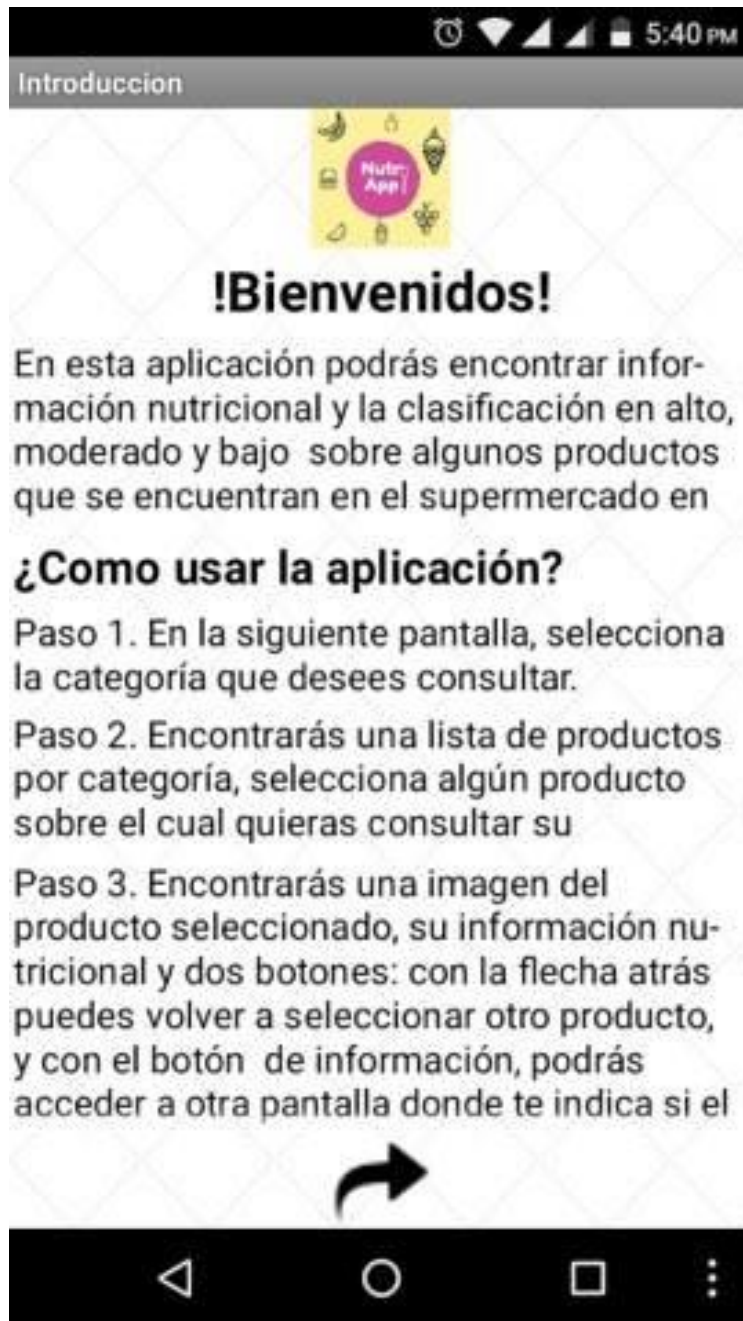 5:40 PM
Introduccion
Nutri
App
!Bienvenidos!
En esta aplicación podrás encontrar infor-
mación nutricional y la clasificación en alto,
moderado y bajo  sobre algunos productos
que se encuentran en el supermercado en
¿Como usar la aplicación?
Paso 1. En la siguiente pantalla, selecciona
la categoría que desees consultar.
Paso 2. Encontrarás una lista de productos
por categoría, selecciona algún producto
sobre el cual quieras consultar su
Paso 3. Encontrarás una imagen del
producto seleccionado, su información nu-
tricional y dos botones: con la flecha atrás
puedes volver a seleccionar otro producto,
y con el botón  de información, podrás
acceder a otra pantalla donde te indica si el